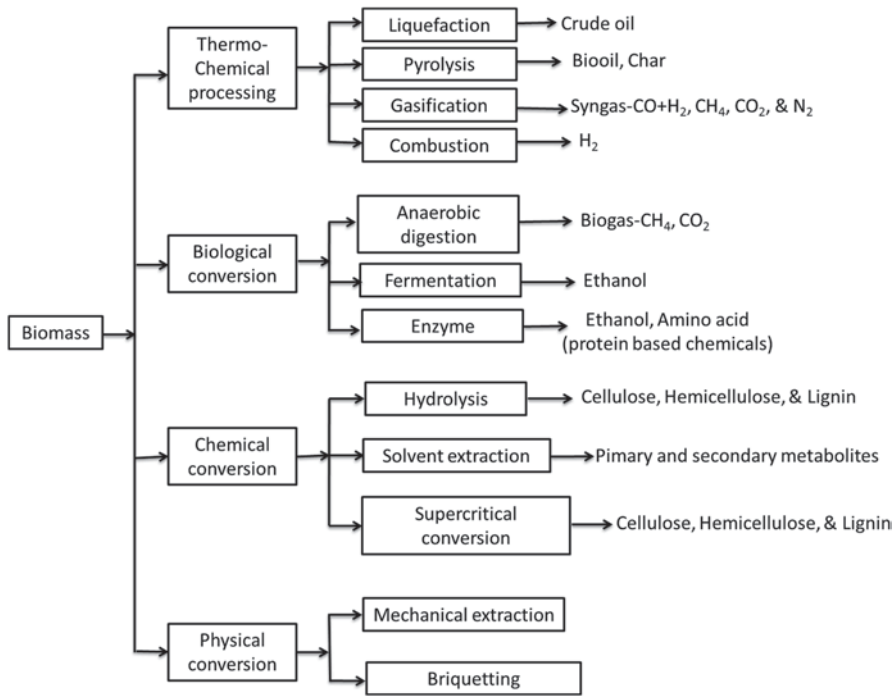 Biomass
Thermo-
Chemical
processing
Liquefaction
Crude oil
Pyrolysis
Biooil, Char
Gasification
Syngas-CO+H₂, CH₄, CO₂, & N₂
Combustion
H₂
Biological
conversion
Anaerobic
digestion
Biogas-CH₄, CO₂
Fermentation
Ethanol
Enzyme
Ethanol, Amino acid
(protein based chemicals)
Chemical
conversion
Hydrolysis
Cellulose, Hemicellulose, & Lignin
Solvent extraction
Pimary and secondary metabolites
Supercritical
conversion
Cellulose, Hemicellulose, & Lignin
Physical
conversion
Mechanical extraction
Briquetting